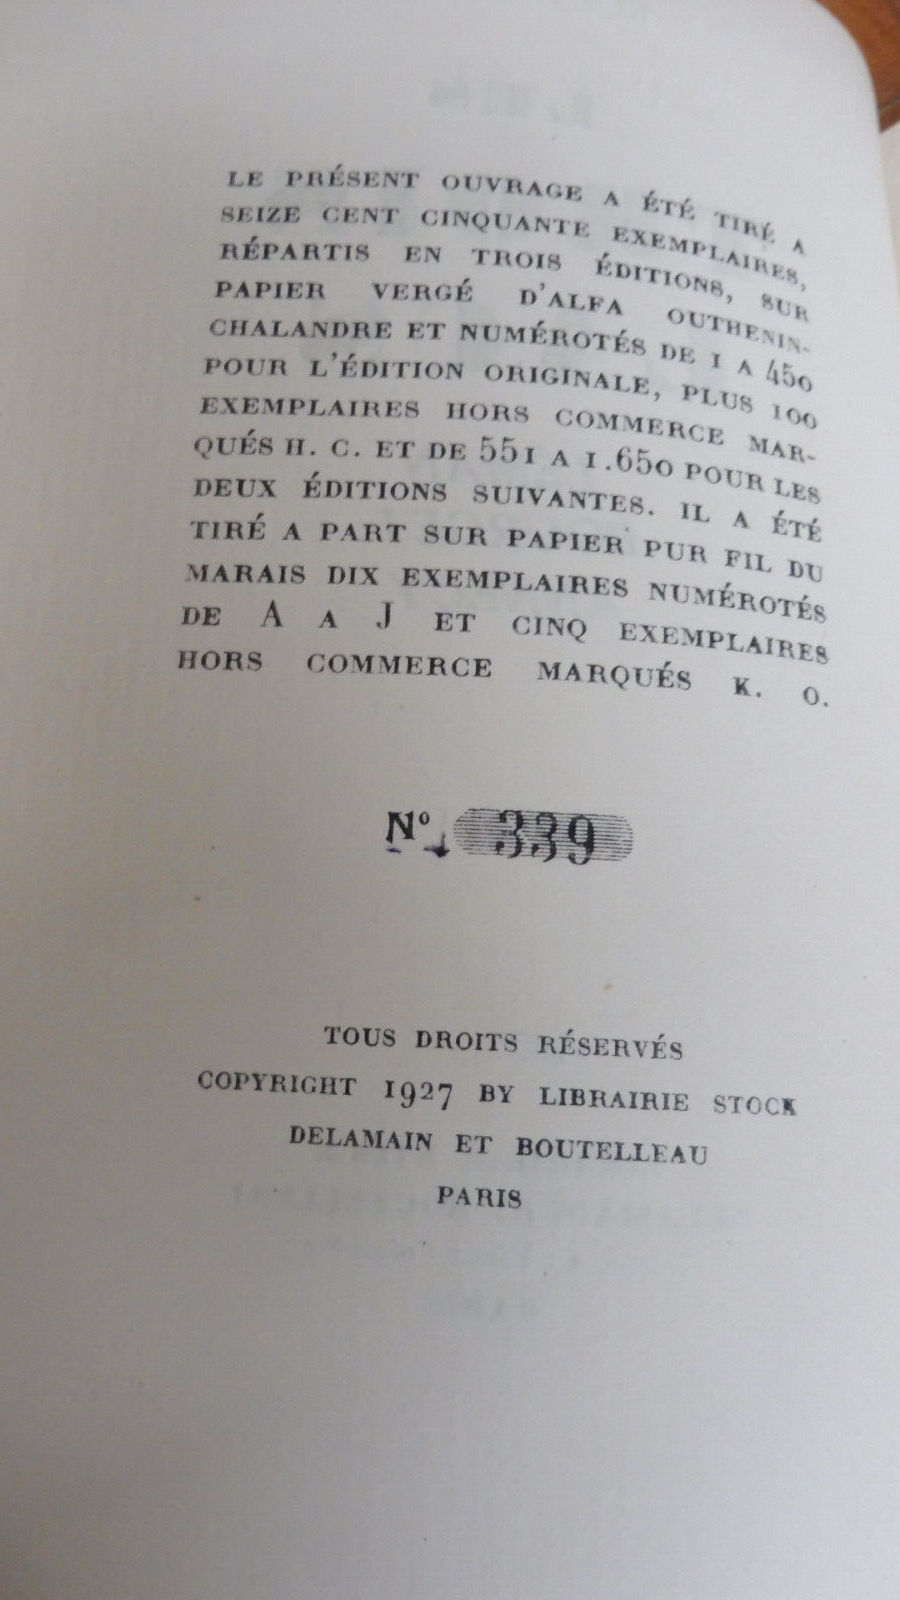 LE PRÉSENT OUVRAGE A ÉTÉ TIRÉ A
SEIZE CENT CINQUANTE EXEMPLAIRES,
RÉPARTIS EN TROIS ÉDITIONS, SUR
PAPIER VERGÉ D'ALFA OUTHENIN-
CHALANDRE ET NUMÉROTÉS DE 1 A 450
POUR L'ÉDITION ORIGINALE, PLUS 100
EXEMPLAIRES HORS COMMERCE MAR-
QUÉS H. C. ET DE 551 A 1.650 POUR LES
DEUX ÉDITIONS SUIVANTES. IL A ÉTÉ
TIRÉ A PART SUR PAPIER PUR FIL DU
MARAIS DIX EXEMPLAIRES NUMÉROTÉS
DE A A J ET CINQ EXEMPLAIRES
HORS COMMERCE MARQUÉS K. O.
Nº 339
TOUS DROITS RÉSERVÉS
COPYRIGHT 1927 BY LIBRAIRIE STOCK
DELAMAIN ET BOUTELLEAU
PARIS